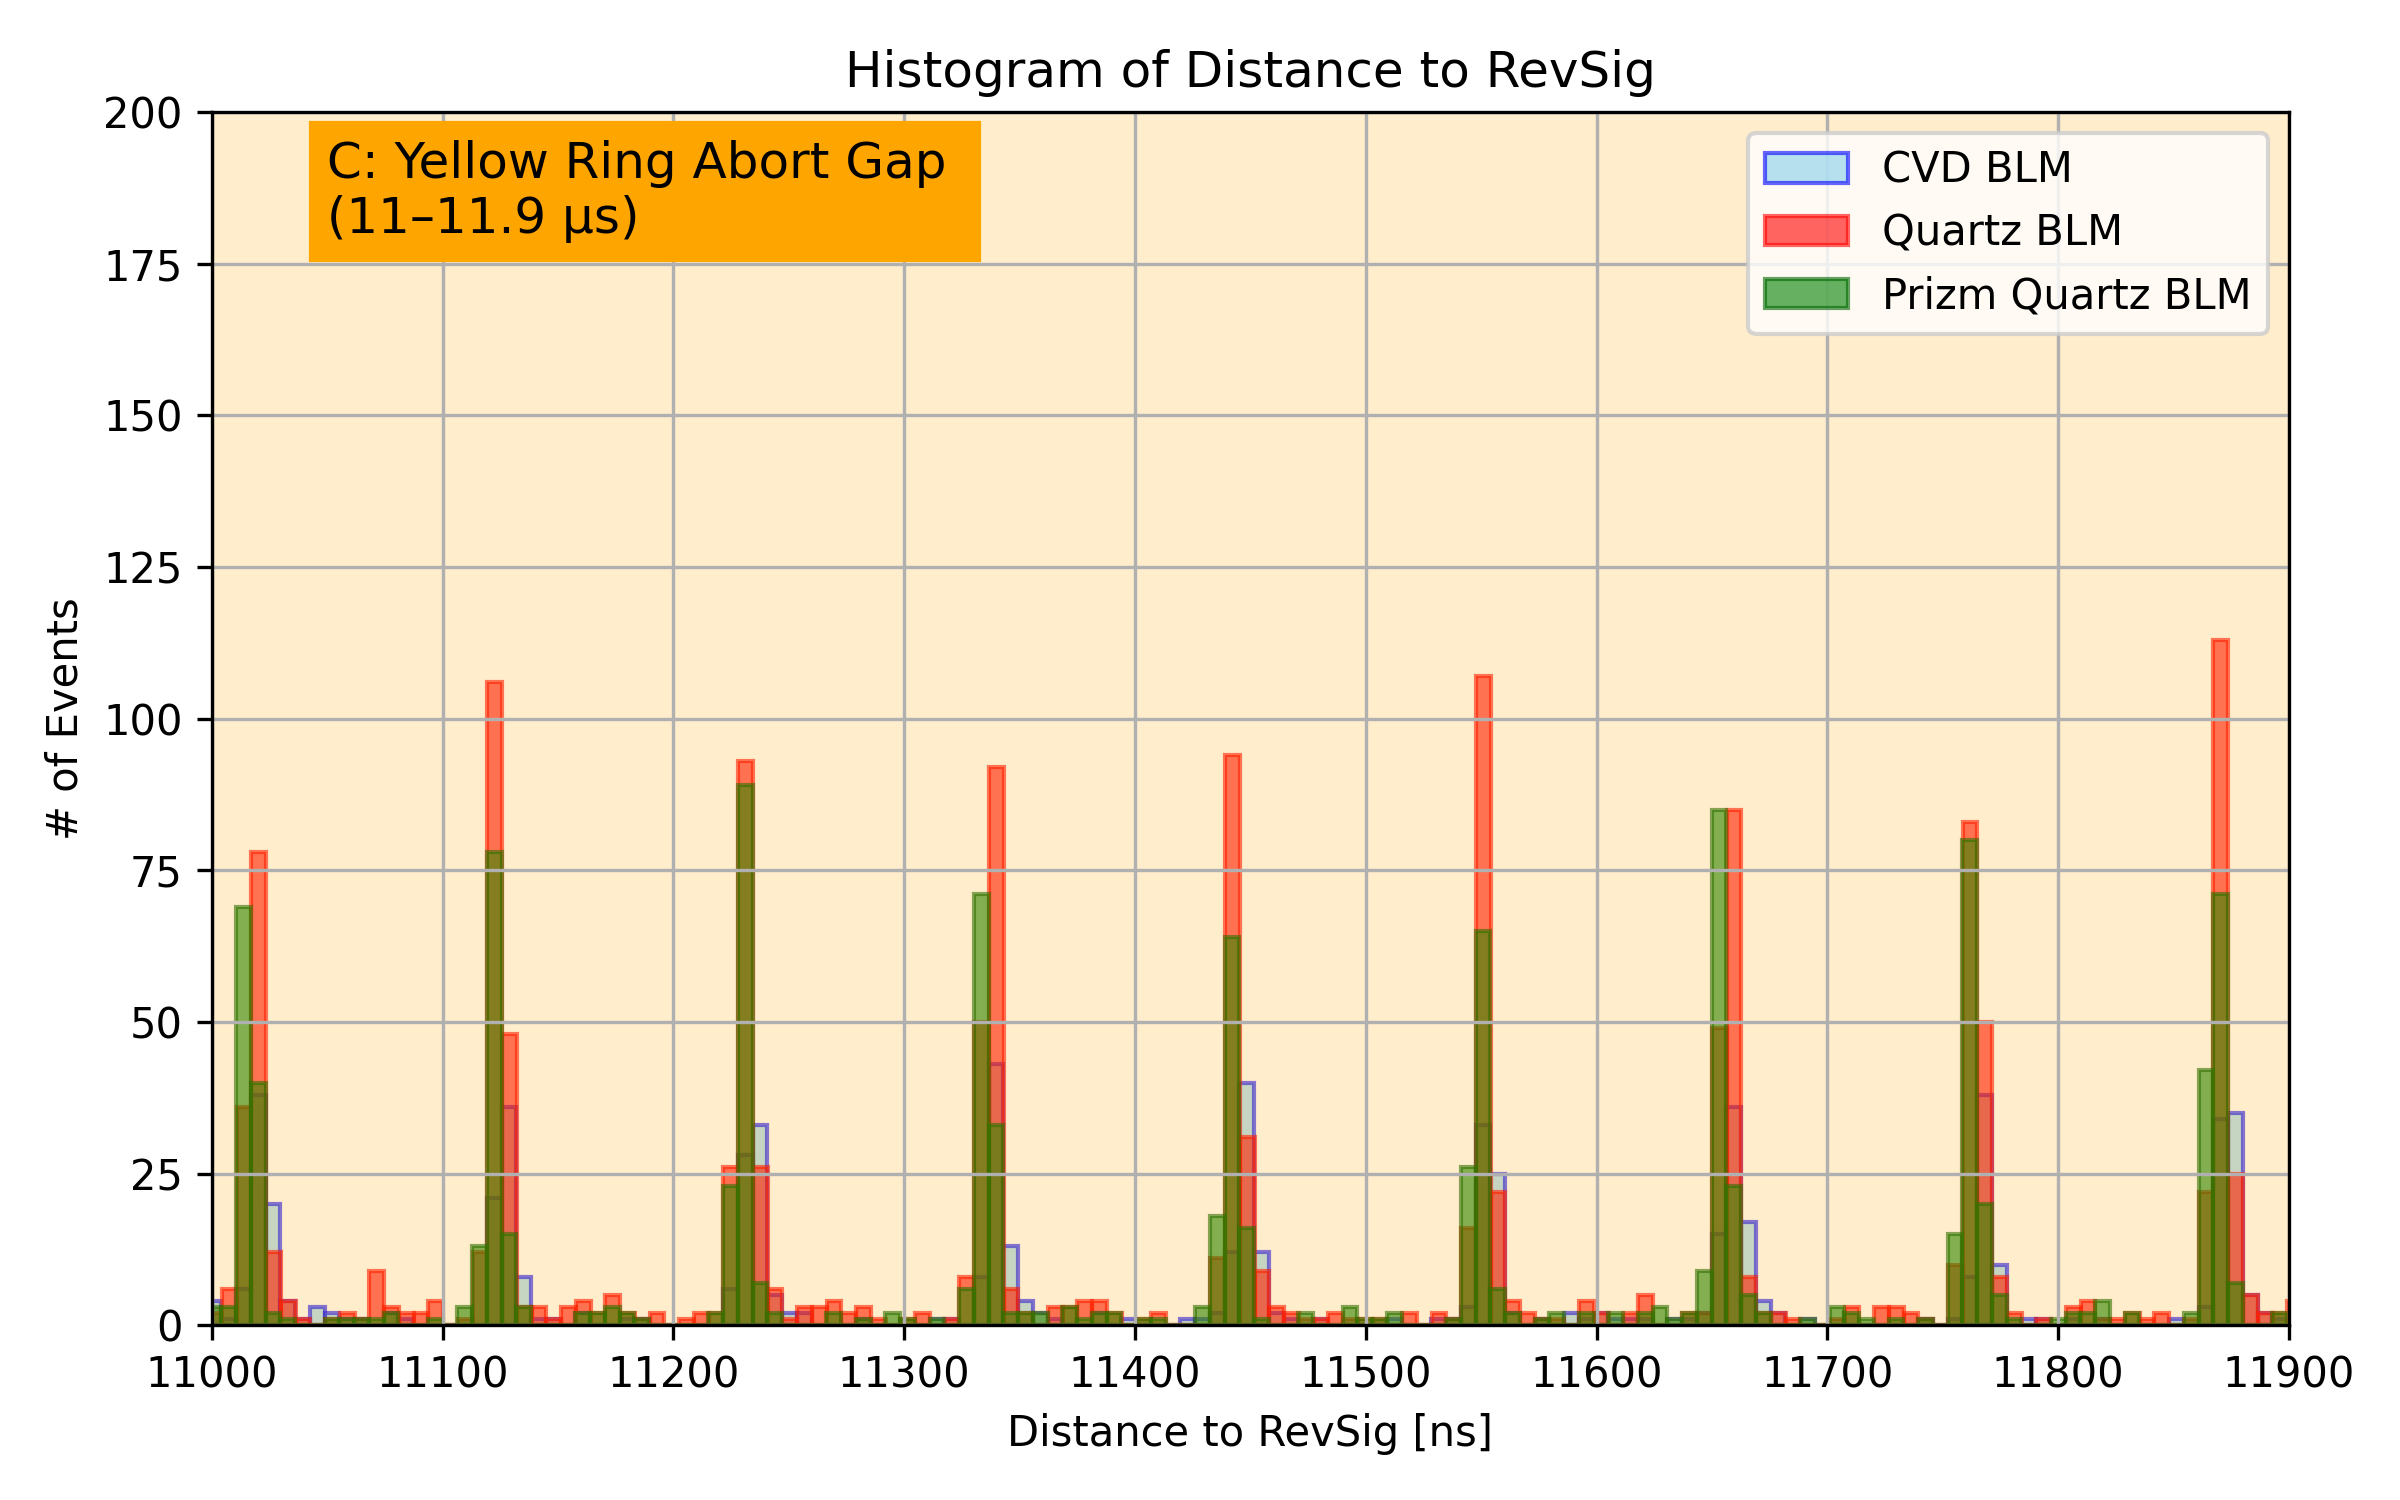 Histogram of Distance to RevSig
C: Yellow Ring Abort Gap
(11–11.9 μs)
CVD BLM
Quartz BLM
Prizm Quartz BLM
# of Events
200
175
150
125
100
75
50
25
0
11000 11100 11200 11300 11400 11500 11600 11700 11800 11900
Distance to RevSig [ns]